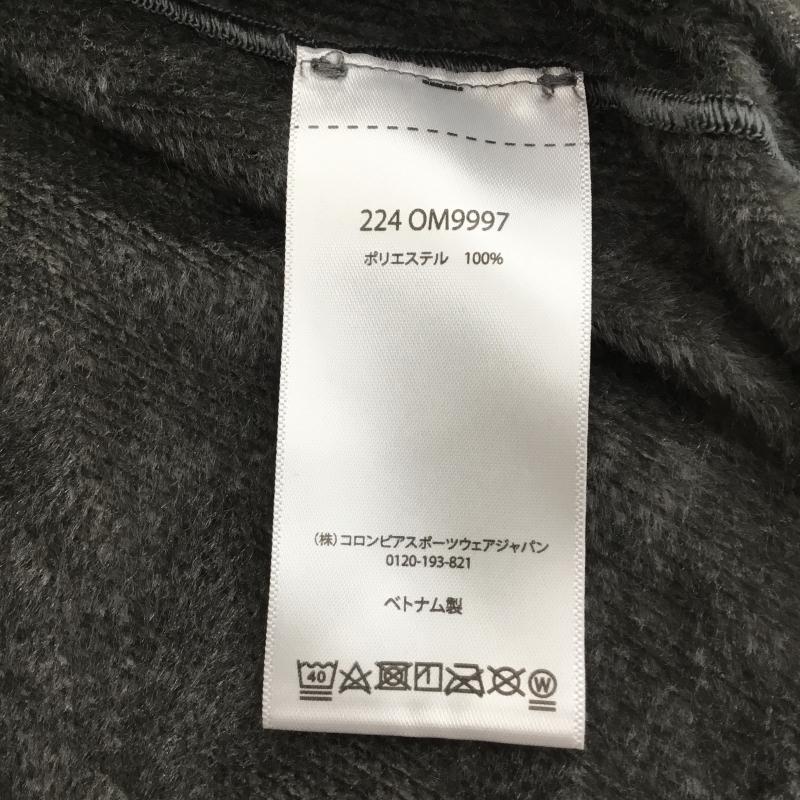 224 OM9997
ポリエステル 100%
(株)コロンビアスポーツウェアジャパン
0120-193-821
ベトナム製
40 W